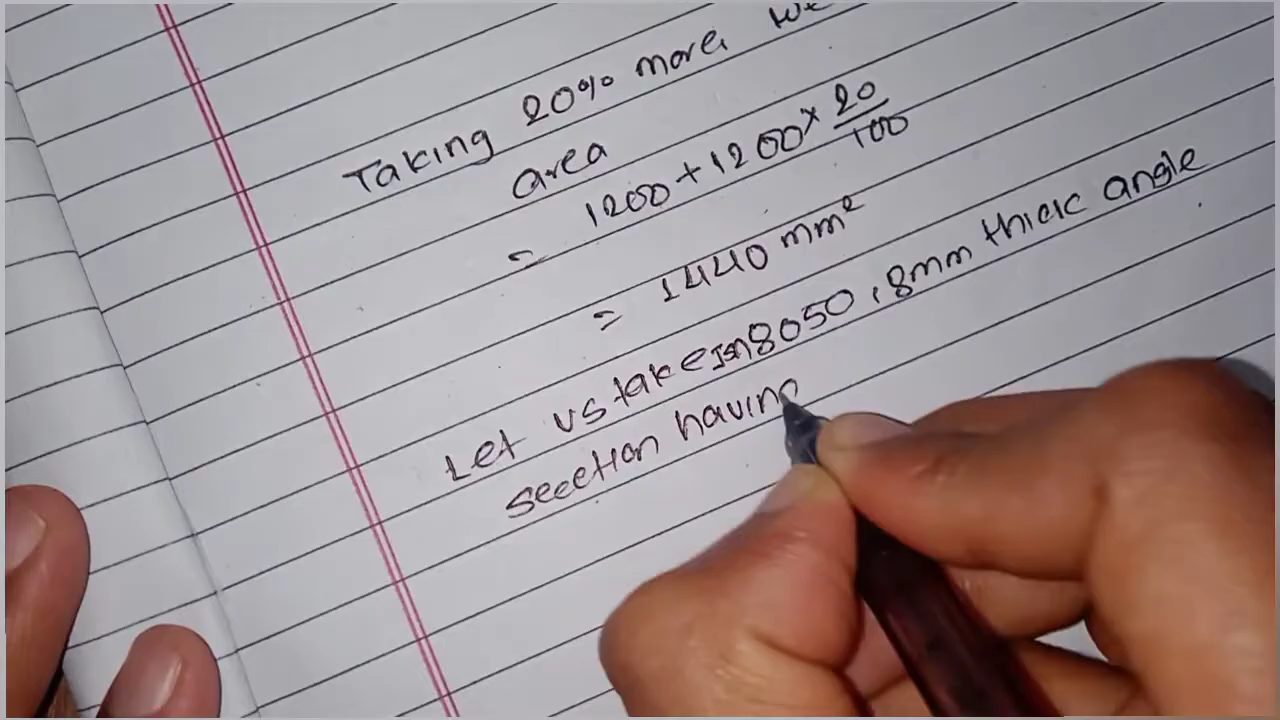 Taking 20% more,
area
= 1200 + 1200 × 20/100
= 1440 mm²
Let us take ISA 8050, 8mm thick angle
section having